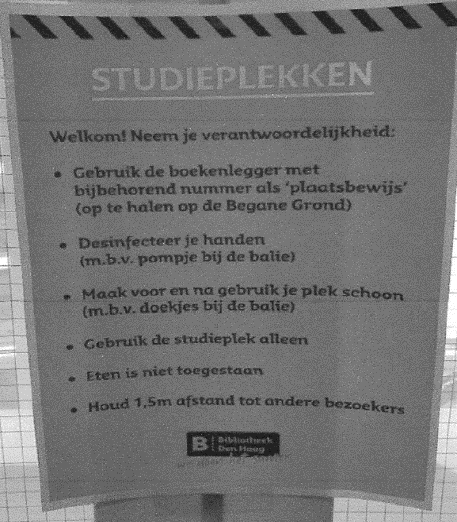 STUDIEPLEKKEN
Welkom! Neem je verantwoordelijkheid:
• Gebruik de boekenlegger met
bijbehorend nummer als 'plaatsbewijs'
(op te halen op de Begane Grond)
• Desinfecteer je handen
(m.b.v. pompje bij de balie)
• Maak voor en na gebruik je plek schoon
(m.b.v. doekjes bij de balie)
• Gebruik de studieplek alleen
• Eten is niet toegestaan
• Houd 1,5m afstand tot andere bezoekers
B Bibliotheek
Den Haag